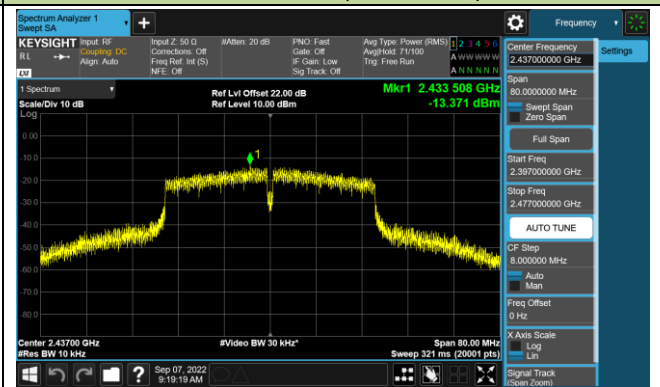 Spectrum Analyzer 1
Swept SA
+
Frequency
KEYSIGHT
Input: RF
Coupling: DC
Align: Auto
Input Z: 50 Ω
Corrections: Off
Freq Ref: Int (S)
NFE: Off
#Atten: 20 dB
PNO: Fast
Gate: Off
IF Gain: Low
Sig Track: Off
Avg Type: Power (RMS)
Avg|Hold: 71/100
Trig: Free Run
1 2 3 4 5 6
A W W W W W
A N N N N N
RL
LXI
Center Frequency
2.437000000 GHz
Settings
Span
80.0000000 MHz
Swept Span
Zero Span
Full Span
Start Freq
2.397000000 GHz
Stop Freq
2.477000000 GHz
AUTO TUNE
CF Step
8.000000 MHz
Auto
Man
Freq Offset
0 Hz
X Axis Scale
Log
Lin
Signal Track
(Span Zoom)
1 Spectrum
Scale/Div 10 dB
Log
Ref Lvl Offset 22.00 dB
Ref Level 10.00 dBm
Mkr1 2.433 508 GHz
-13.371 dBm
1
0.00
-10.0
-20.0
-30.0
-40.0
-50.0
-60.0
-70.0
-80.0
Center 2.43700 GHz
#Res BW 10 kHz
#Video BW 30 kHz*
Span 80.00 MHz
Sweep 321 ms (20001 pts)
?
Sep 07, 2022
9:19:19 AM